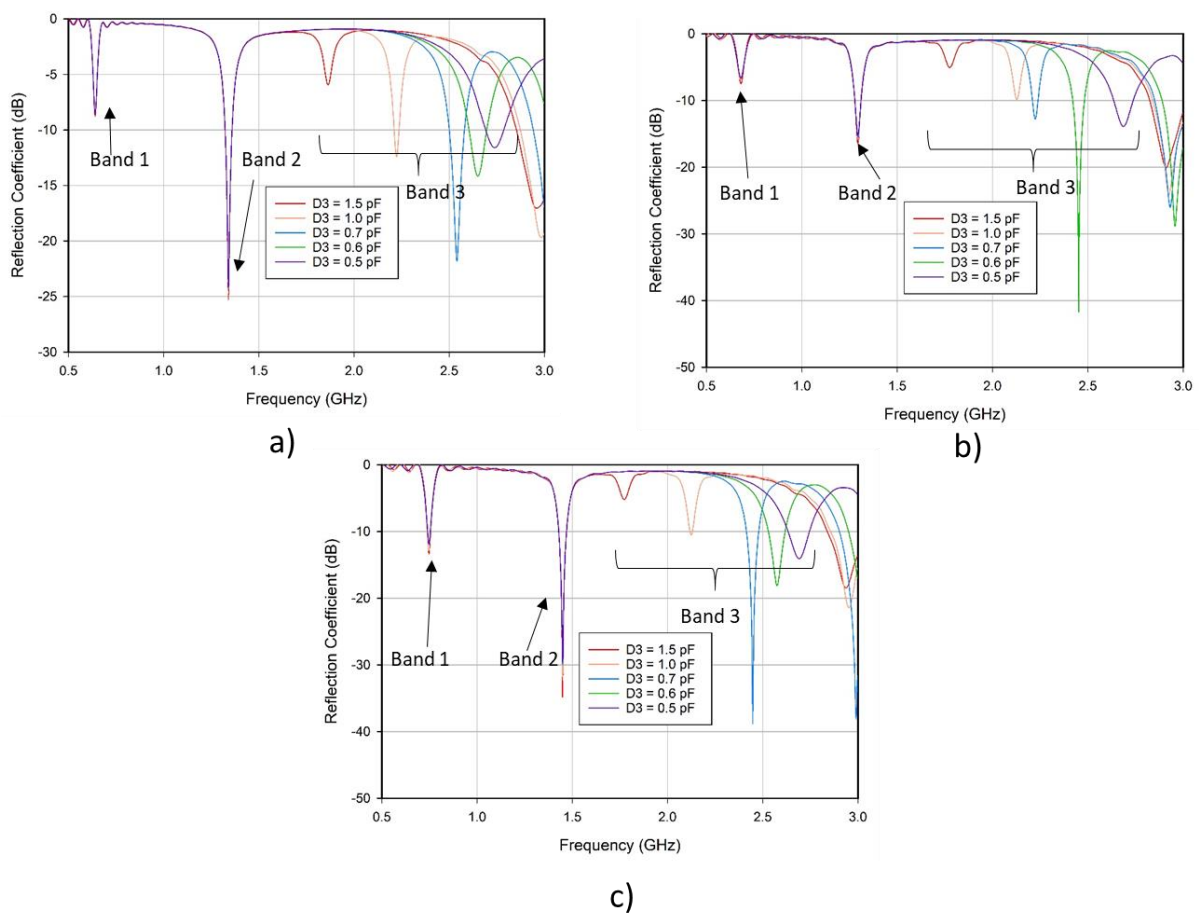 0
-5
-10
-15
-20
-25
-30
Reflection Coefficient (dB)
Band 1
Band 2
Band 3
D3 = 1.5 pF
D3 = 1.0 pF
D3 = 0.7 pF
D3 = 0.6 pF
D3 = 0.5 pF
0.5 1.0 1.5 2.0 2.5 3.0
Frequency (GHz)
a)
0
-10
-20
-30
-40
-50
Reflection Coefficient (dB)
Band 1
Band 2
Band 3
D3 = 1.5 pF
D3 = 1.0 pF
D3 = 0.7 pF
D3 = 0.6 pF
D3 = 0.5 pF
0.5 1.0 1.5 2.0 2.5 3.0
Frequency (GHz)
b)
0
-10
-20
-30
-40
-50
Reflection Coefficient (dB)
Band 1
Band 2
Band 3
D3 = 1.5 pF
D3 = 1.0 pF
D3 = 0.7 pF
D3 = 0.6 pF
D3 = 0.5 pF
0.5 1.0 1.5 2.0 2.5 3.0
Frequency (GHz)
c)